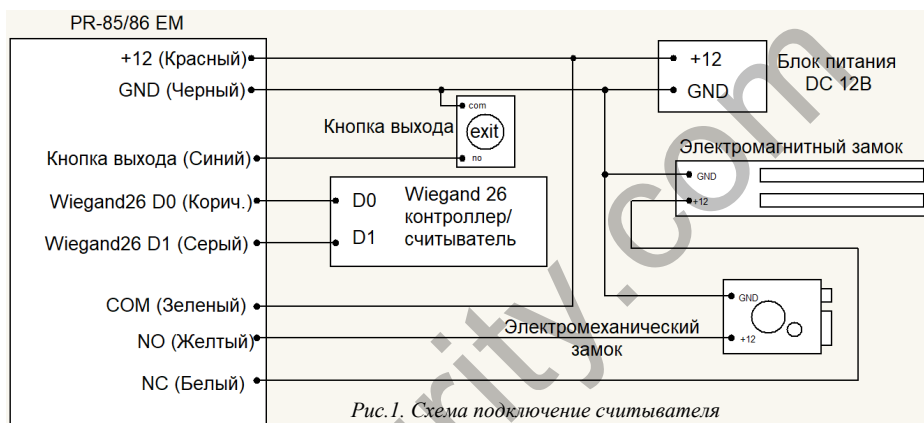 PR-85/86 EM
+12 (Красный)
GND (Черный)
Кнопка выхода (Синий)
Wiegand26 D0 (Корич.)
Wiegand26 D1 (Серый)
COM (Зеленый)
NO (Желтый)
NC (Белый)
Кнопка выхода
com
exit
no
D0
D1
Wiegand 26
контроллер/
считыватель
+12
GND
Блок питания
DC 12В
Электромагнитный замок
GND
+12
Электромеханический
замок
GND
+12
Рис.1. Схема подключение считывателя
urity.com